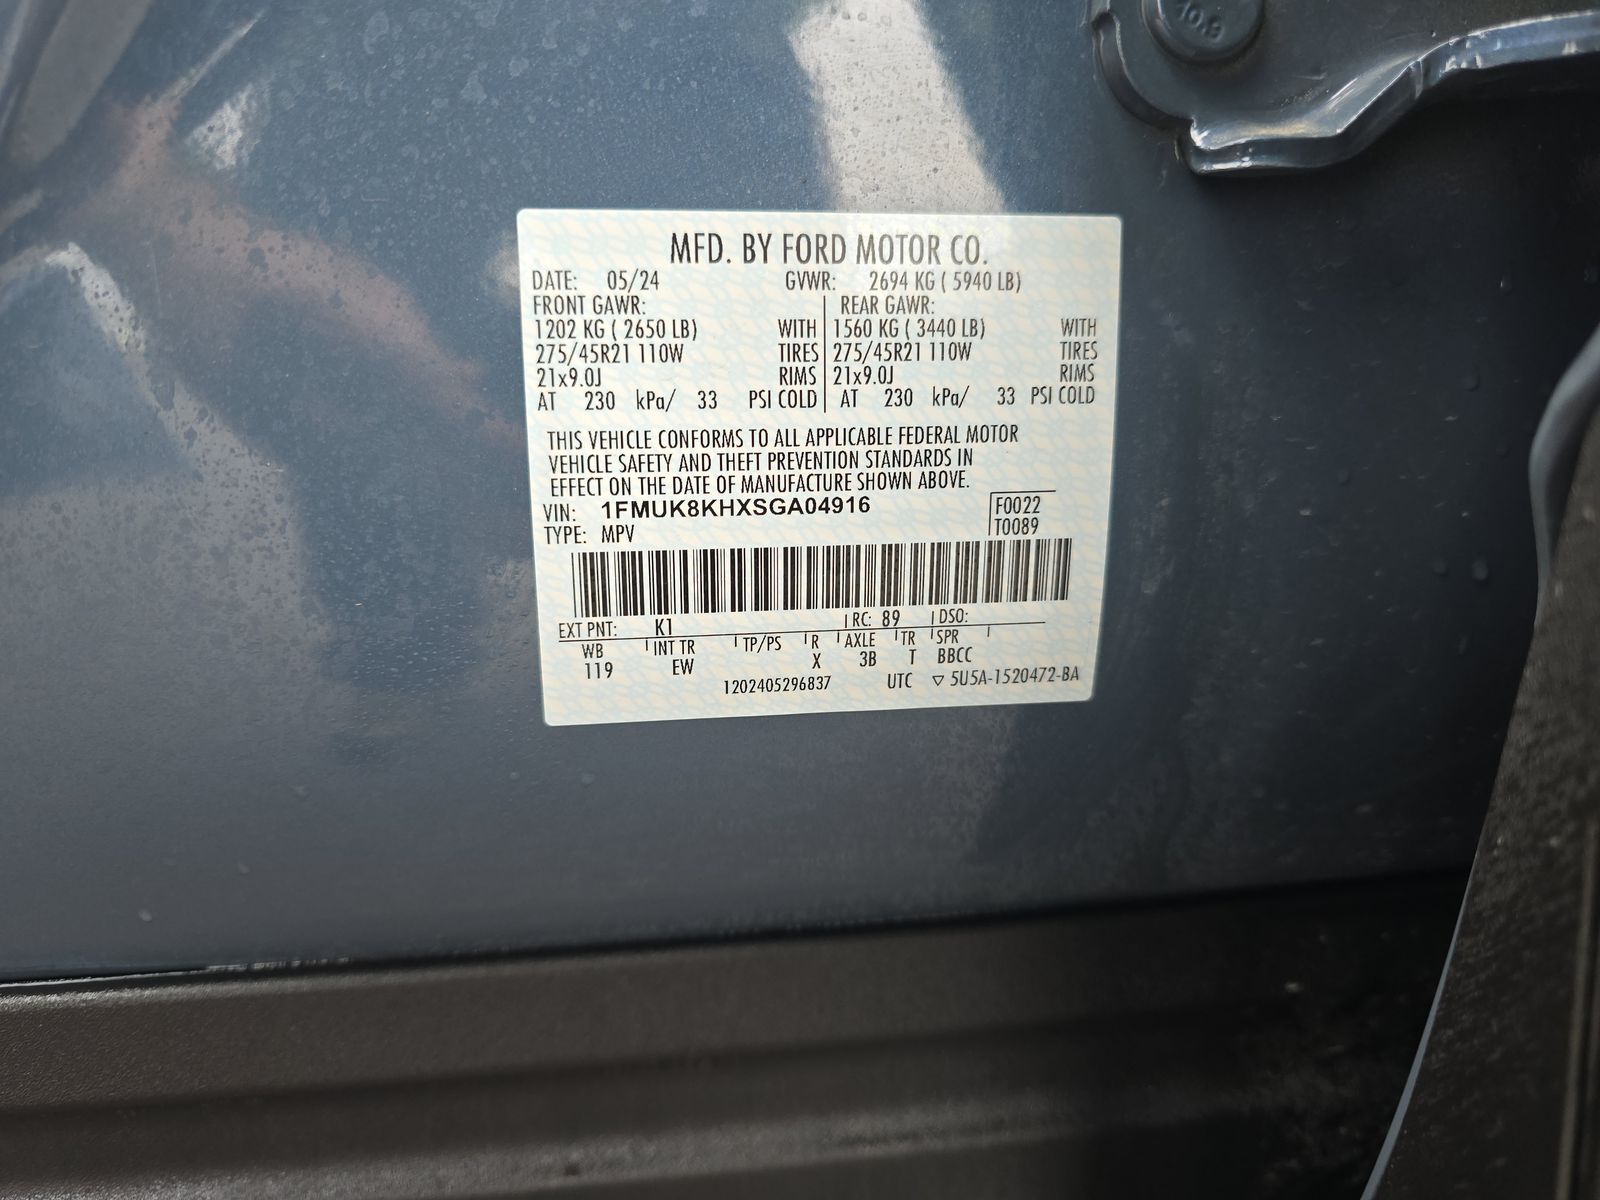 10.9
MFD. BY FORD MOTOR CO.
DATE: 05/24 GVWR: 2694 KG ( 5940 LB)
FRONT GAWR: REAR GAWR:
1202 KG ( 2650 LB) WITH 1560 KG ( 3440 LB) WITH
275/45R21 110W TIRES 275/45R21 110W TIRES
21x9.0J RIMS 21x9.0J RIMS
AT 230 kPa/ 33 PSI COLD AT 230 kPa/ 33 PSI COLD
THIS VEHICLE CONFORMS TO ALL APPLICABLE FEDERAL MOTOR
VEHICLE SAFETY AND THEFT PREVENTION STANDARDS IN
EFFECT ON THE DATE OF MANUFACTURE SHOWN ABOVE.
VIN: 1FMUK8KHXSGA04916 F0022
TYPE: MPV T0089
EXT PNT: K1 RC: 89 DSO:
WB INT TR TP/PS R AXLE TR SPR
119 EW X 3B T BBCC
1202405296837 UTC ▽ 5U5A-1520472-BA